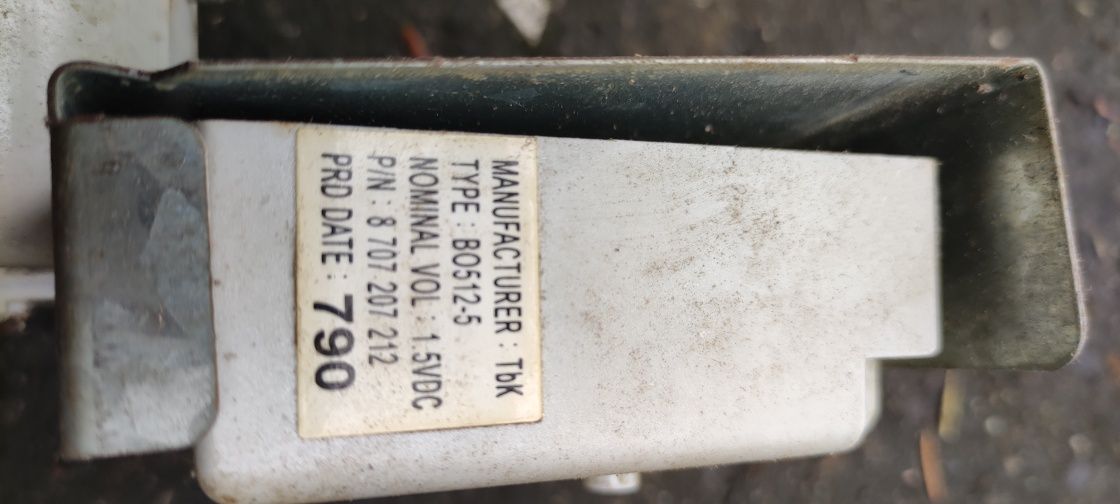 MANUFACTURER : TbK
TYPE : BO512-5
NOMINAL VOL : 1.5VDC
P/N : 8 707 207 212
PRD DATE : 790